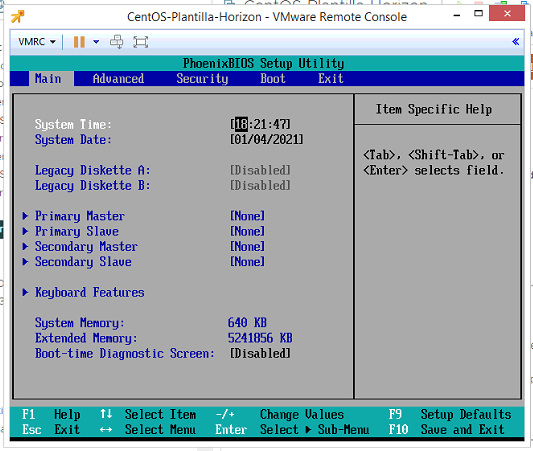 CentOS-Plantilla-Horizon - VMware Remote Console
VMRC
PhoenixBIOS Setup Utility
Main Advanced Security Boot Exit
Item Specific Help
System Time: [18:21:47]
System Date: [01/04/2021]
<Tab>, <Shift-Tab>, or
<Enter> selects field.
Legacy Diskette A: [Disabled]
Legacy Diskette B: [Disabled]
Primary Master [None]
Primary Slave [None]
Secondary Master [None]
Secondary Slave [None]
Keyboard Features
System Memory: 640 KB
Extended Memory: 5241856 KB
Boot-time Diagnostic Screen: [Disabled]
F1 Help ↑↓ Select Item -/+ Change Values F9 Setup Defaults
Esc Exit ↔ Select Menu Enter Select ▶ Sub-Menu F10 Save and Exit